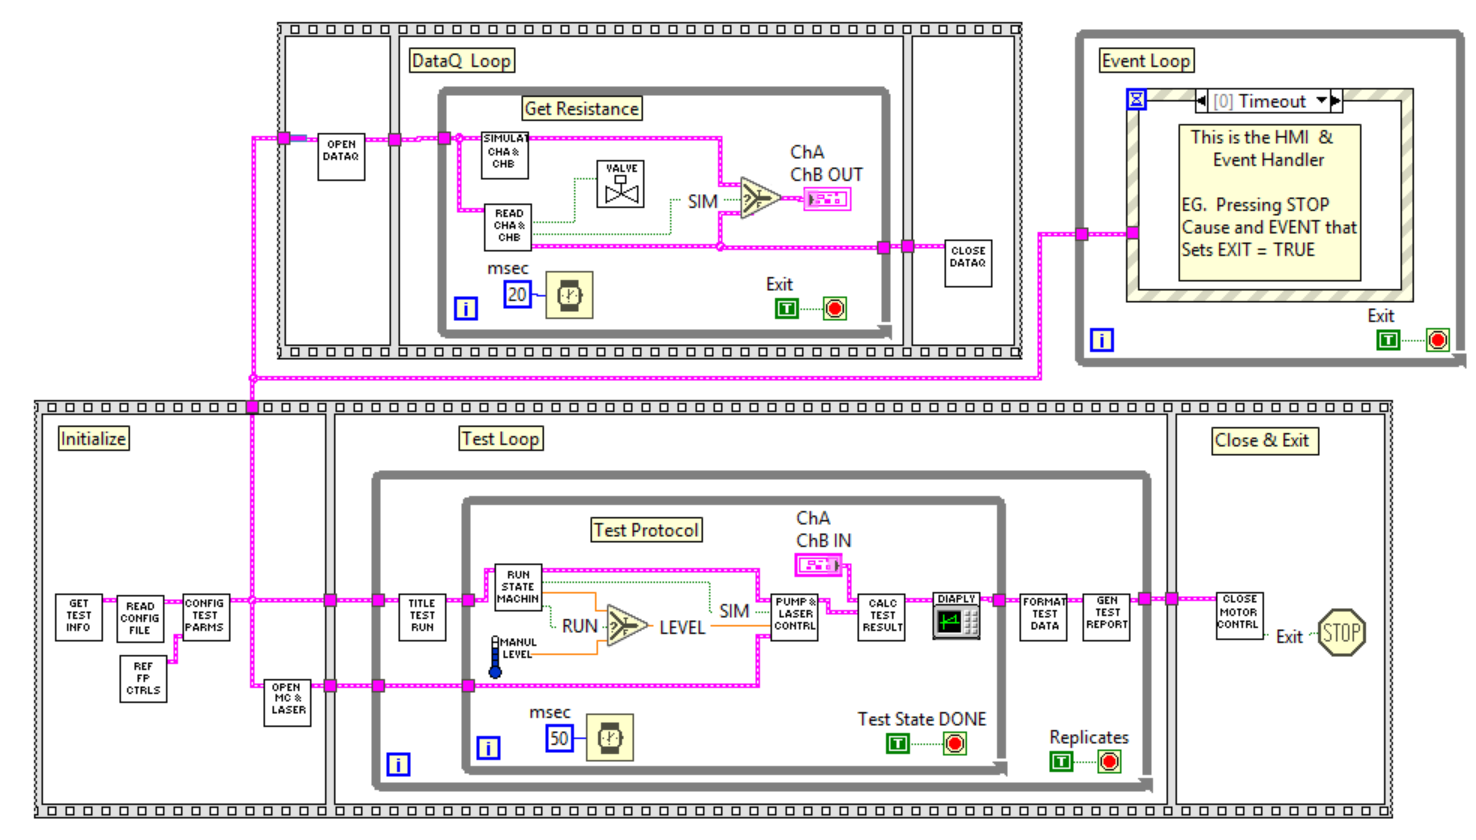 DataQ Loop
Get Resistance
OPEN
DATAQ
SIMULAT
CHA &
CHB
READ
CHA &
CHB
VALVE
SIM
?
T
F
ChA
ChB OUT
msec
20
i
Exit
T
CLOSE
DATAQ
Event Loop
[0] Timeout
This is the HMI &
Event Handler
EG. Pressing STOP
Cause and EVENT that
Sets EXIT = TRUE
Exit
T
i
Initialize
GET
TEST
INFO
READ
CONFIG
FILE
CONFIG
TEST
PARMS
REF
FP
CTRLS
OPEN
MC &
LASER
Test Loop
TITLE
TEST
RUN
Test Protocol
RUN
STATE
MACHIN
RUN
?
T
F
MANUL
LEVEL
LEVEL
SIM
ChA
ChB IN
PUMP &
LASER
CONTRL
CALC
TEST
RESULT
DIAPLY
msec
50
i
Test State DONE
T
FORMAT
TEST
DATA
GEN
TEST
REPORT
Replicates
T
i
Close & Exit
CLOSE
MOTOR
CONTRL
Exit
STOP